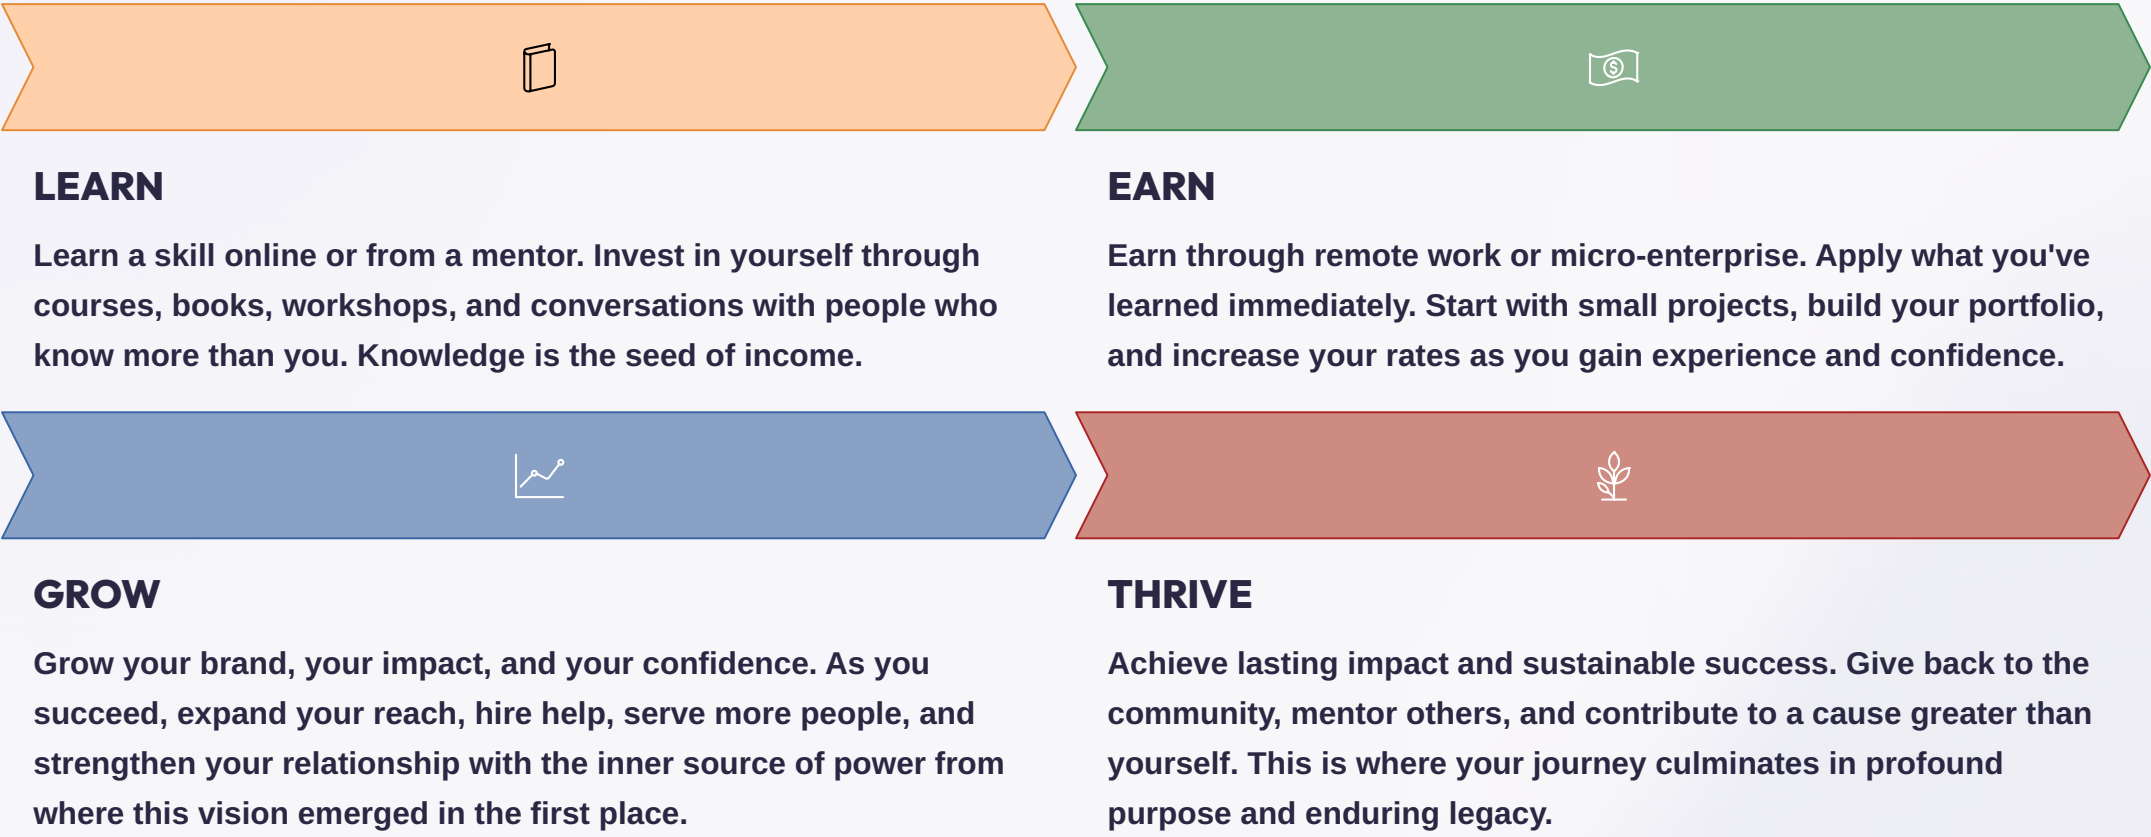 LEARN
Learn a skill online or from a mentor. Invest in yourself through
courses, books, workshops, and conversations with people who
know more than you. Knowledge is the seed of income.
EARN
Earn through remote work or micro-enterprise. Apply what you've
learned immediately. Start with small projects, build your portfolio,
and increase your rates as you gain experience and confidence.
GROW
Grow your brand, your impact, and your confidence. As you
succeed, expand your reach, hire help, serve more people, and
strengthen your relationship with the inner source of power from
where this vision emerged in the first place.
THRIVE
Achieve lasting impact and sustainable success. Give back to the
community, mentor others, and contribute to a cause greater than
yourself. This is where your journey culminates in profound
purpose and enduring legacy.